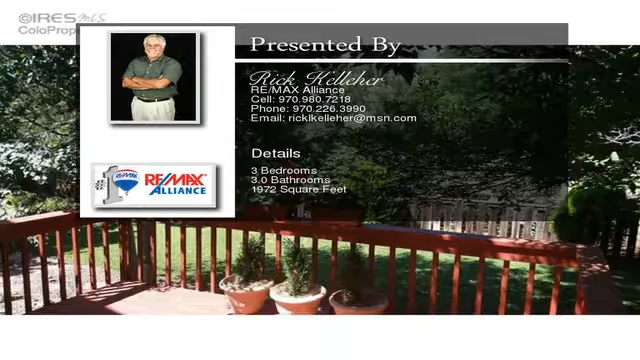 ©IRES MLS
ColoProp
Presented By
Rick Kelleher
RE/MAX Alliance
Cell: 970.980.7218
Phone: 970.226.3990
Email: ricklkelleher@msn.com
Details
3 Bedrooms
3.0 Bathrooms
1972 Square Feet
RE/MAX
ALLIANCE